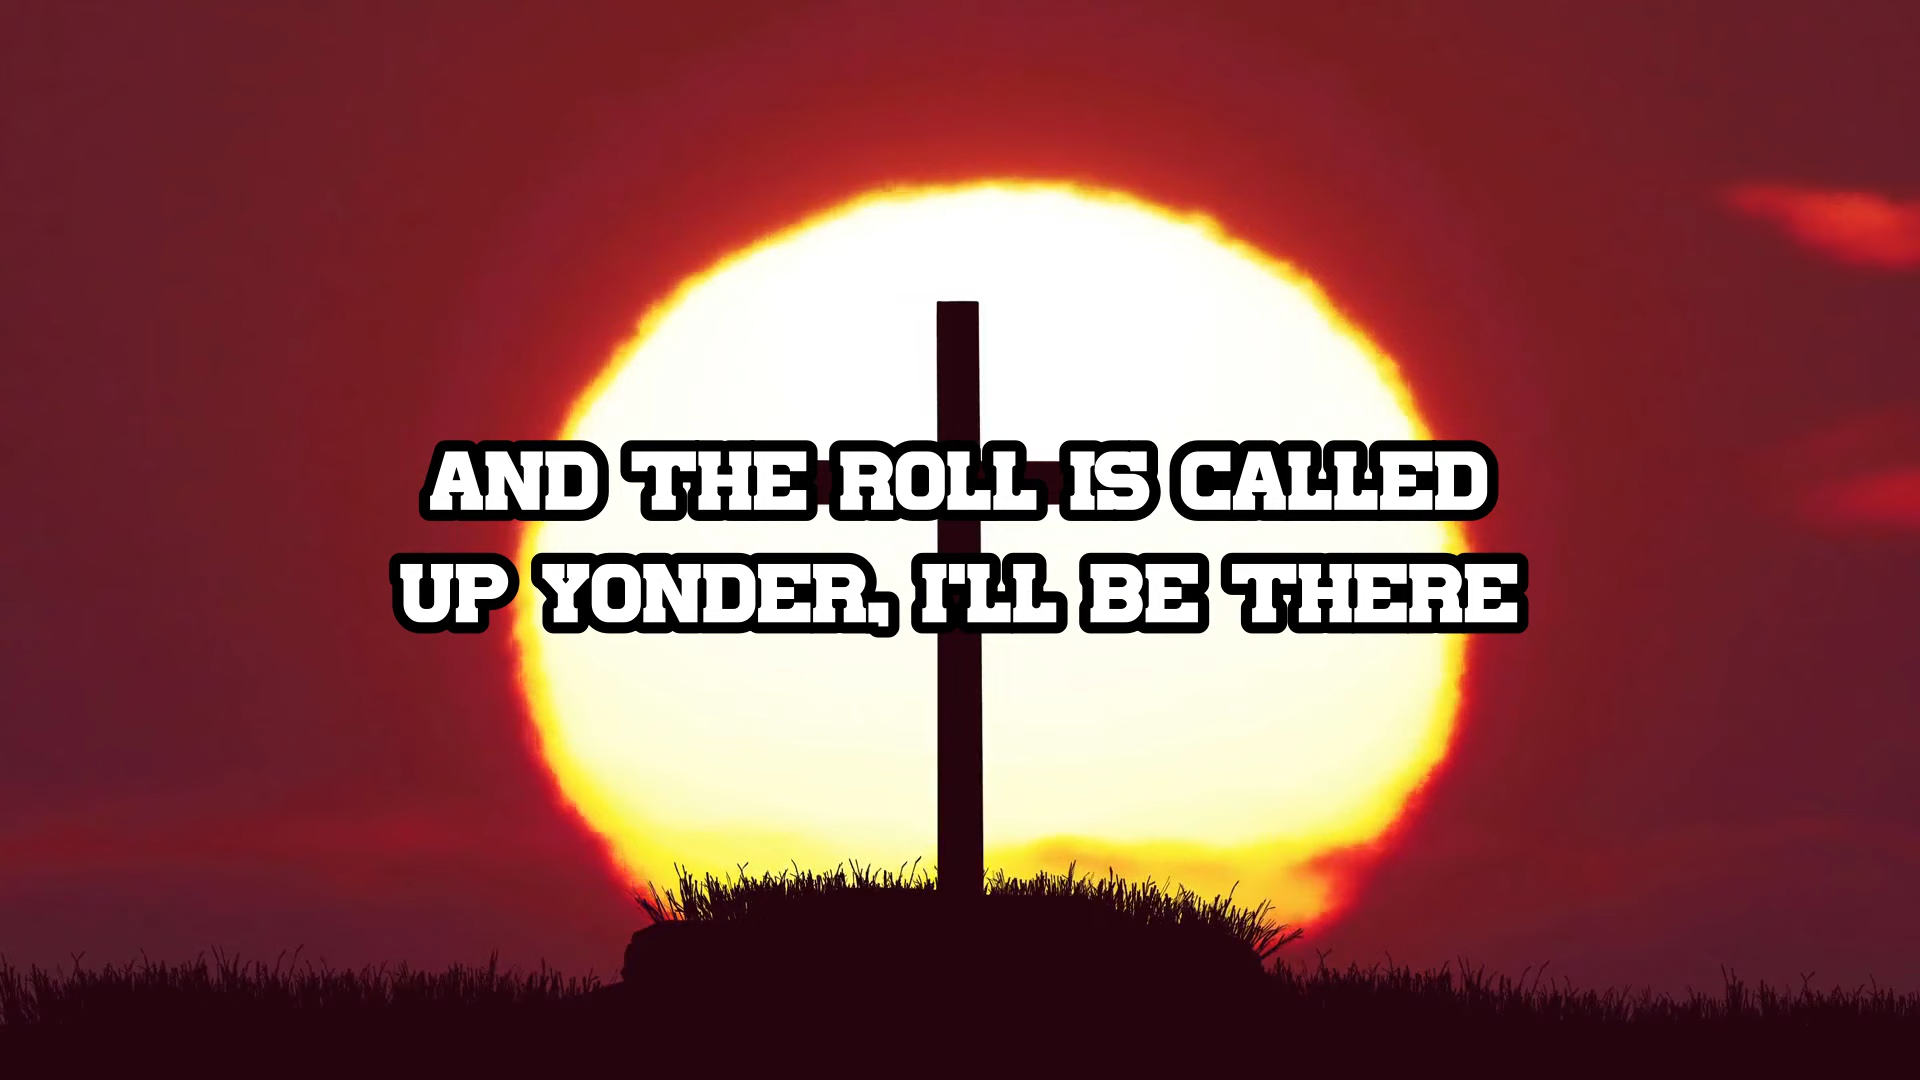 AND THE ROLL IS CALLED
UP YONDER, I'LL BE THERE